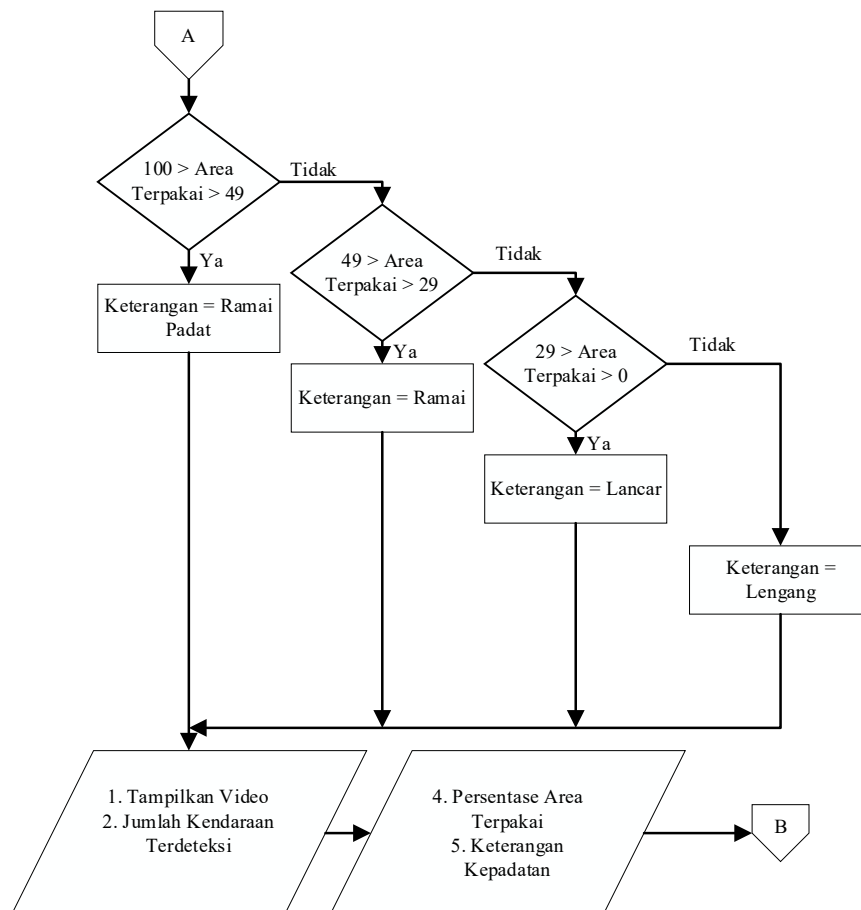 A
100 > Area
Terpakai > 49
Tidak
Ya
Keterangan = Ramai
Padat
49 > Area
Terpakai > 29
Tidak
Ya
Keterangan = Ramai
29 > Area
Terpakai > 0
Tidak
Ya
Keterangan = Lancar
Keterangan =
Lengang
1. Tampilkan Video
2. Jumlah Kendaraan
Terdeteksi
4. Persentase Area
Terpakai
5. Keterangan
Kepadatan
B